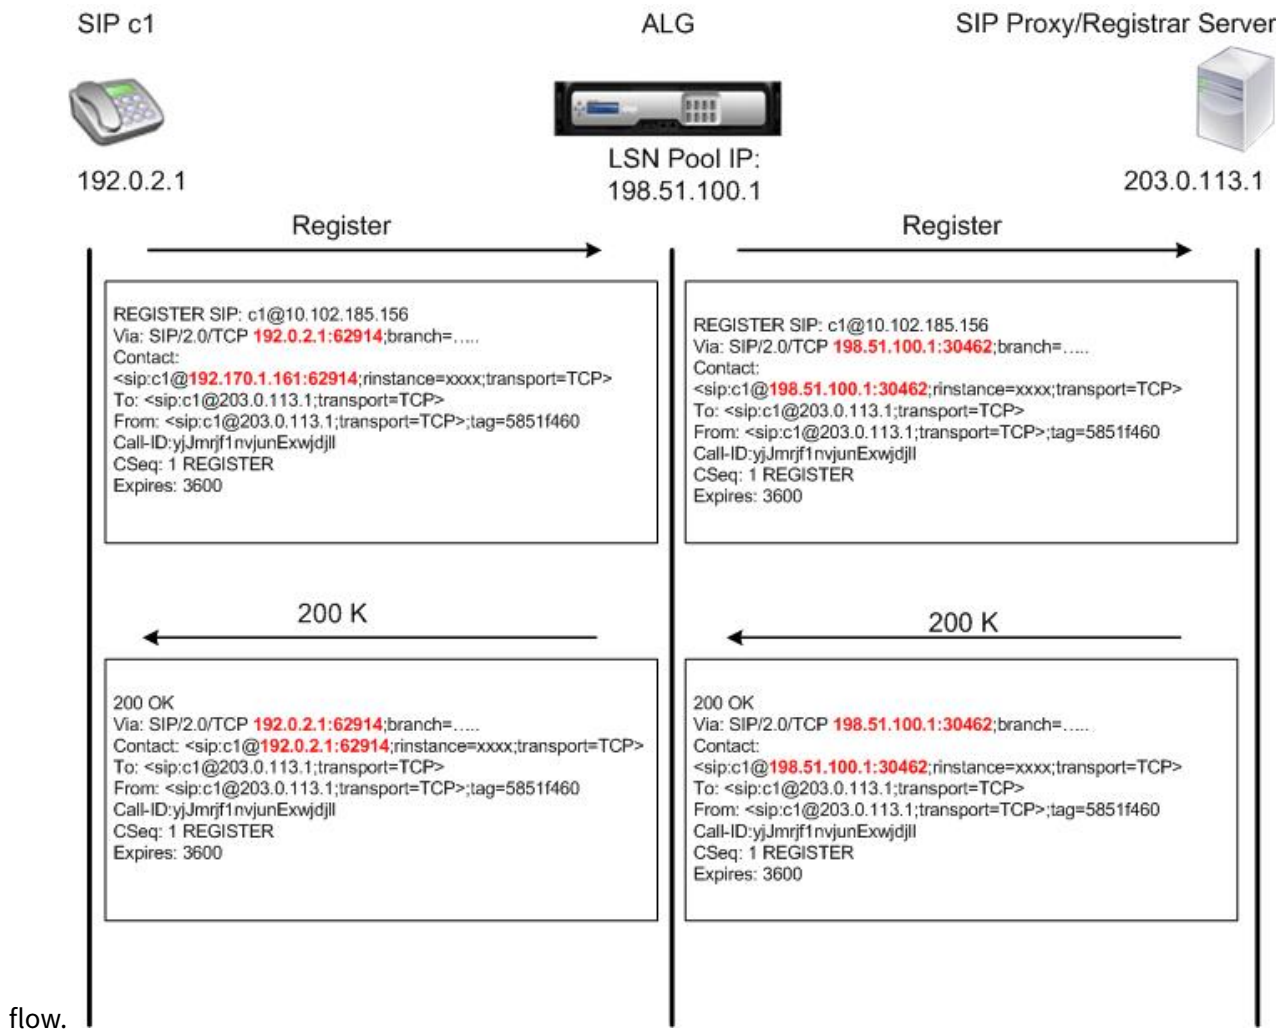 SIP c1
ALG
SIP Proxy/Registrar Server
192.0.2.1
LSN Pool IP:
198.51.100.1
203.0.113.1
Register
Register
REGISTER SIP: c1@10.102.185.156
Via: SIP/2.0/TCP 192.0.2.1:62914;branch=…..
Contact:
<sip:c1@192.170.1.161:62914;rinstance=xxxx;transport=TCP>
To: <sip:c1@203.0.113.1;transport=TCP>
From: <sip:c1@203.0.113.1;transport=TCP>;tag=5851f460
Call-ID:yjJmrjf1nvjunExwjdjll
CSeq: 1 REGISTER
Expires: 3600
REGISTER SIP: c1@10.102.185.156
Via: SIP/2.0/TCP 198.51.100.1:30462;branch=…..
Contact:
<sip:c1@198.51.100.1:30462;rinstance=xxxx;transport=TCP>
To: <sip:c1@203.0.113.1;transport=TCP>
From: <sip:c1@203.0.113.1;transport=TCP>;tag=5851f460
Call-ID:yjJmrjf1nvjunExwjdjll
CSeq: 1 REGISTER
Expires: 3600
200 K
200 K
200 OK
Via: SIP/2.0/TCP 192.0.2.1:62914;branch=…..
Contact: <sip:c1@192.0.2.1:62914;rinstance=xxxx;transport=TCP>
To: <sip:c1@203.0.113.1;transport=TCP>
From: <sip:c1@203.0.113.1;transport=TCP>;tag=5851f460
Call-ID:yjJmrjf1nvjunExwjdjll
CSeq: 1 REGISTER
Expires: 3600
200 OK
Via: SIP/2.0/TCP 198.51.100.1:30462;branch=…..
Contact:
<sip:c1@198.51.100.1:30462;rinstance=xxxx;transport=TCP>
To: <sip:c1@203.0.113.1;transport=TCP>
From: <sip:c1@203.0.113.1;transport=TCP>;tag=5851f460
Call-ID:yjJmrjf1nvjunExwjdjll
CSeq: 1 REGISTER
Expires: 3600
flow.